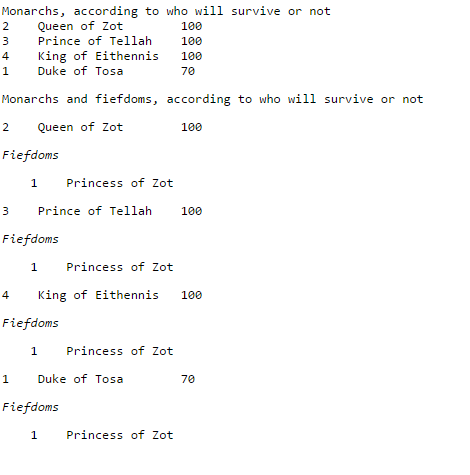 Monarchs, according to who will survive or not
2 Queen of Zot 100
3 Prince of Tellah 100
4 King of Eithennis 100
1 Duke of Tosa 70
Monarchs and fiefdoms, according to who will survive or not
2 Queen of Zot 100
Fiefdoms
1 Princess of Zot
3 Prince of Tellah 100
Fiefdoms
1 Princess of Zot
4 King of Eithennis 100
Fiefdoms
1 Princess of Zot
1 Duke of Tosa 70
Fiefdoms
1 Princess of Zot